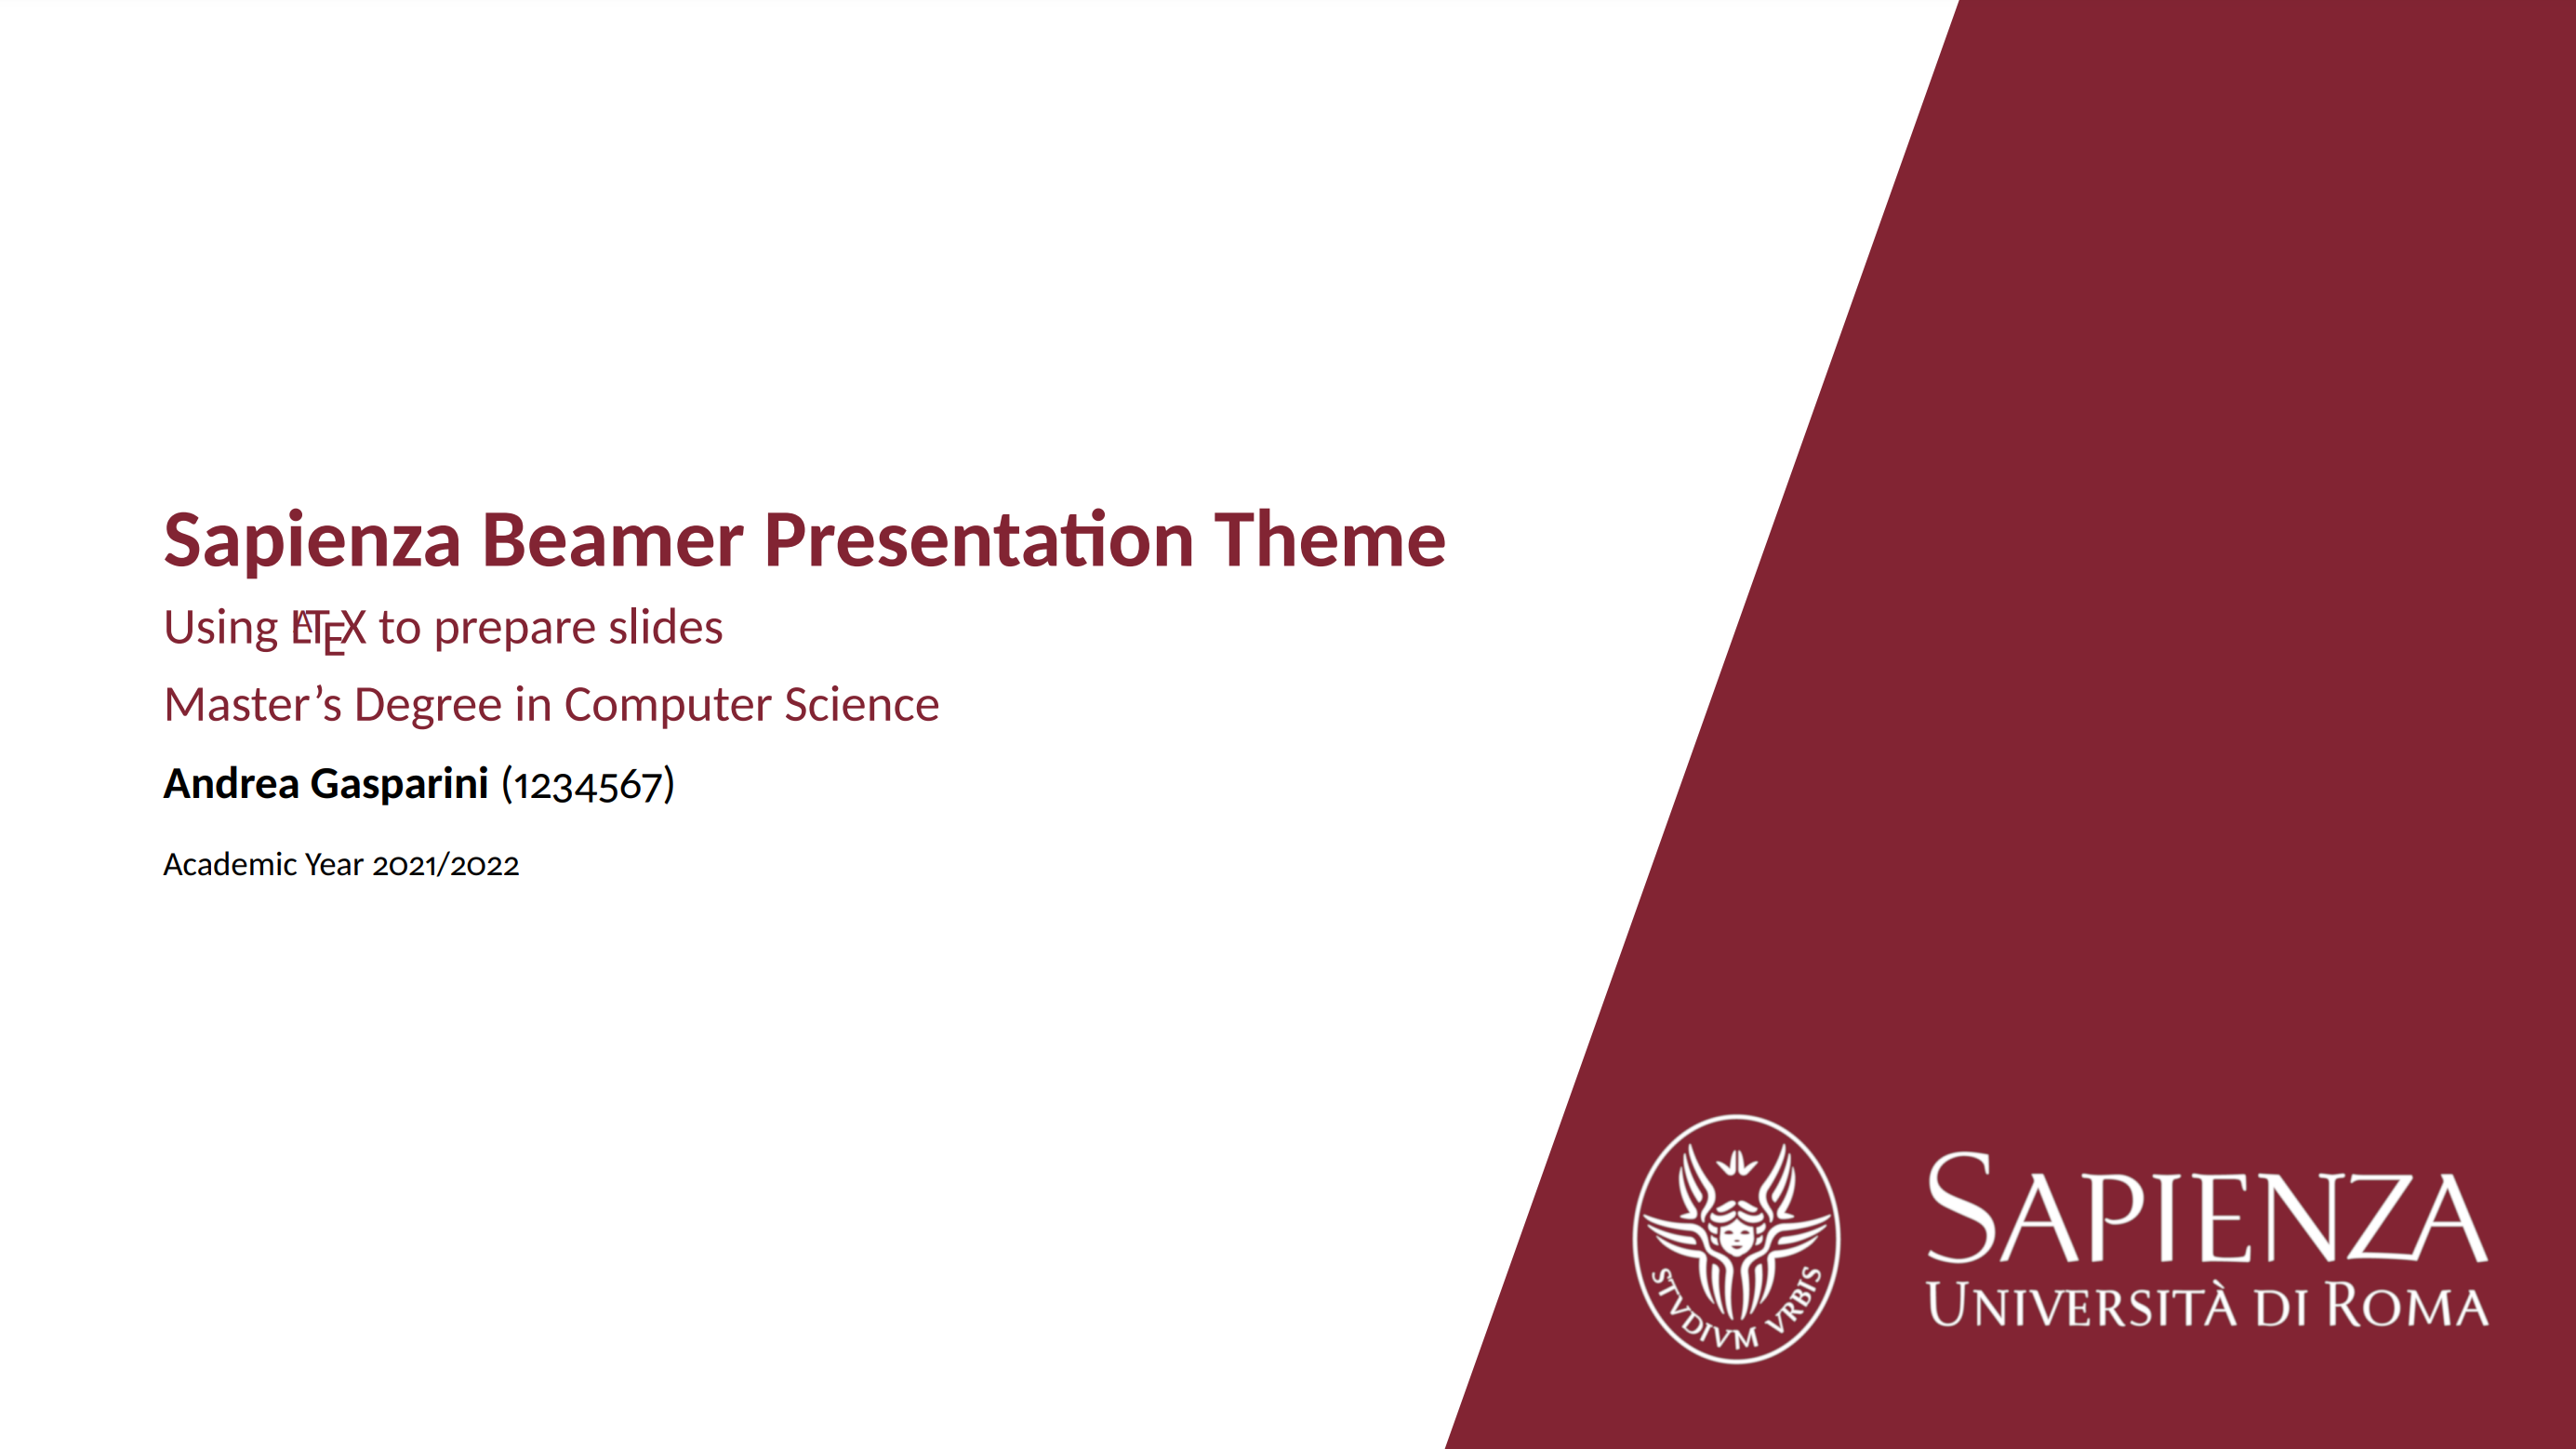 Sapienza Beamer Presentation Theme
Using LATEX to prepare slides
Master’s Degree in Computer Science
Andrea Gasparini (1234567)
Academic Year 2021/2022
STVDIVM VRBIS
SAPIENZA
UNIVERSITÀ DI ROMA